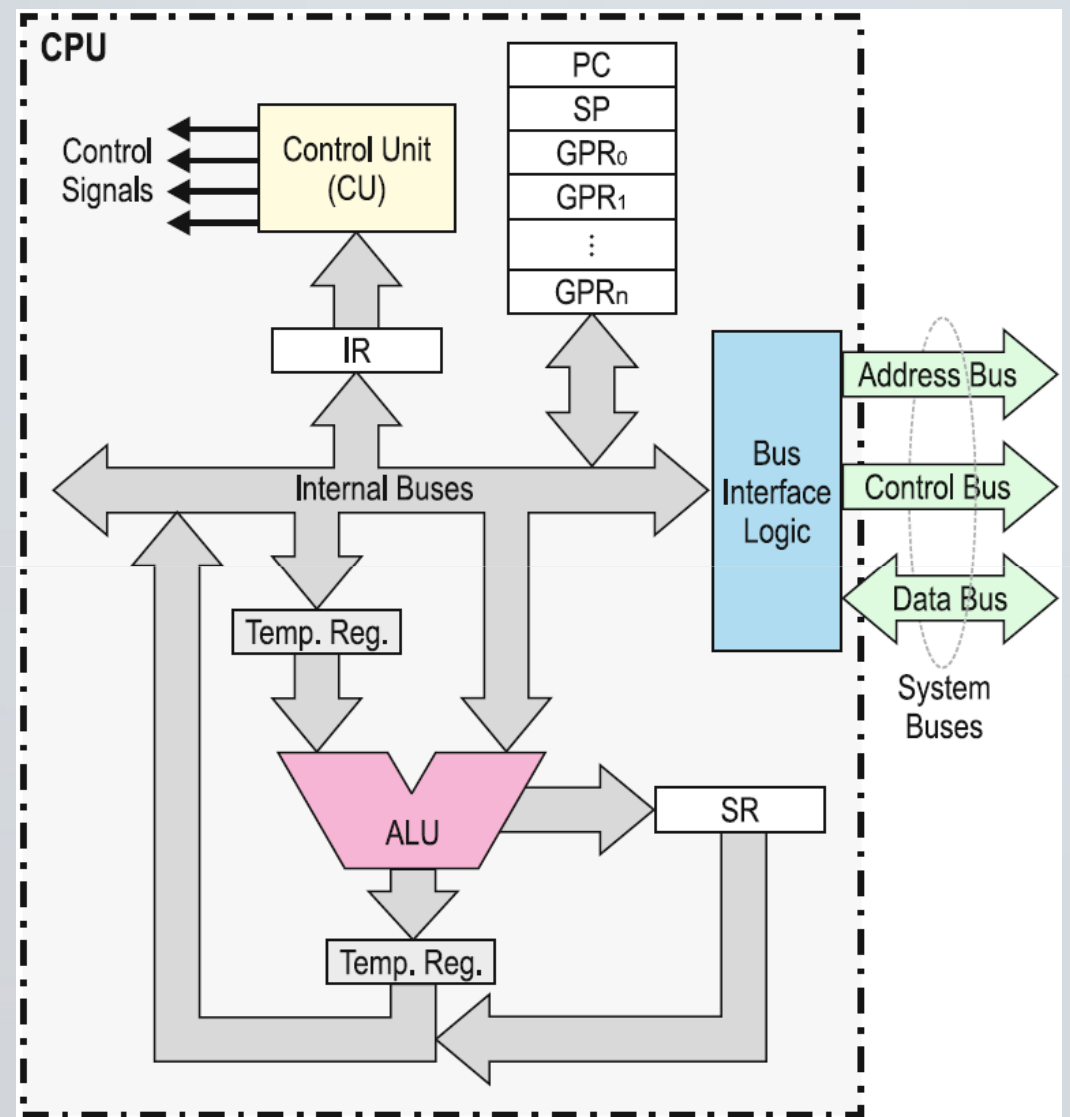 CPU
PC
SP
GPR0
GPR1
⋮
GPRn
Control
Signals
Control Unit
(CU)
IR
Internal Buses
Bus
Interface
Logic
Address Bus
Control Bus
Data Bus
System
Buses
Temp. Reg.
ALU
SR
Temp. Reg.